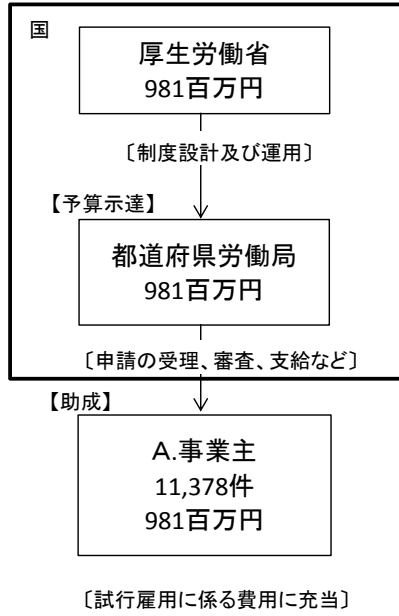 国
厚生労働省
981百万円
〔制度設計及び運用〕
【予算示達】
都道府県労働局
981百万円
〔申請の受理、審査、支給など〕
【助成】
A.事業主
11,378件
981百万円
〔試行雇用に係る費用に充当〕